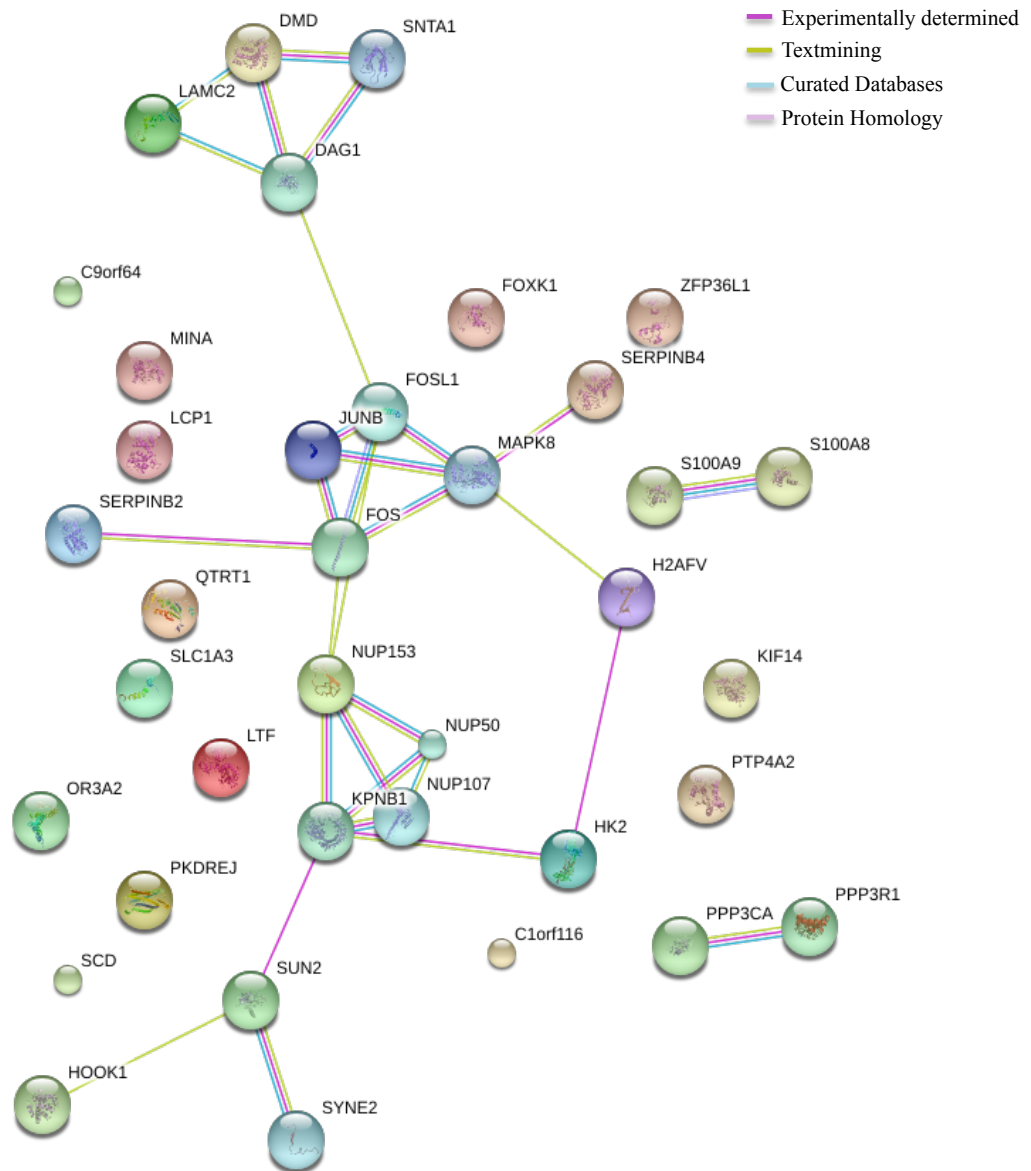 DMD
SNTA1
Experimentally determined
Textmining
Curated Databases
Protein Homology
LAMC2
DAG1
C9orf64
FOXK1
ZFP36L1
MINA
SERPINB4
FOSL1
LCP1
JUNB
MAPK8
S100A9
S100A8
SERPINB2
FOS
H2AFV
QTRT1
NUP153
KIF14
SLC1A3
NUP50
LTF
NUP107
PTP4A2
OR3A2
KPNB1
HK2
PKDREJ
PPP3CA
PPP3R1
C1orf116
SCD
SUN2
HOOK1
SYNE2